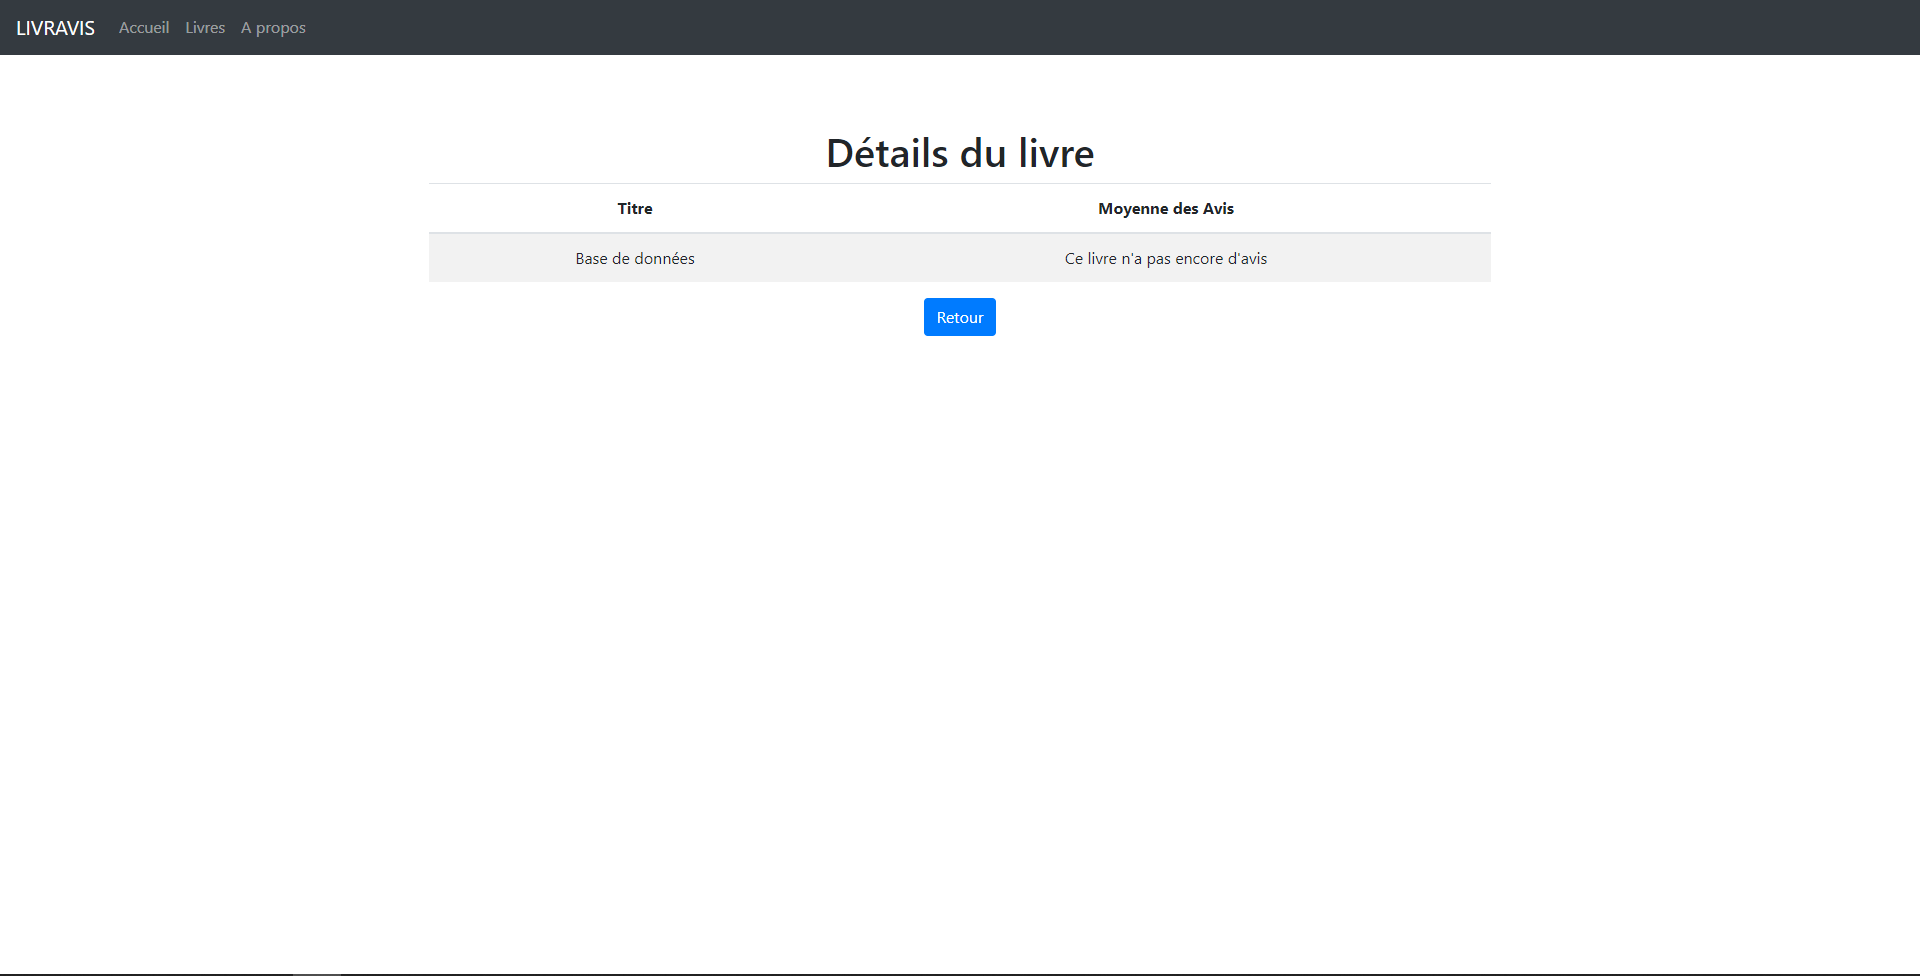 LIVRAVIS Accueil Livres A propos
Détails du livre
Titre Moyenne des Avis
Base de données Ce livre n'a pas encore d'avis
Retour